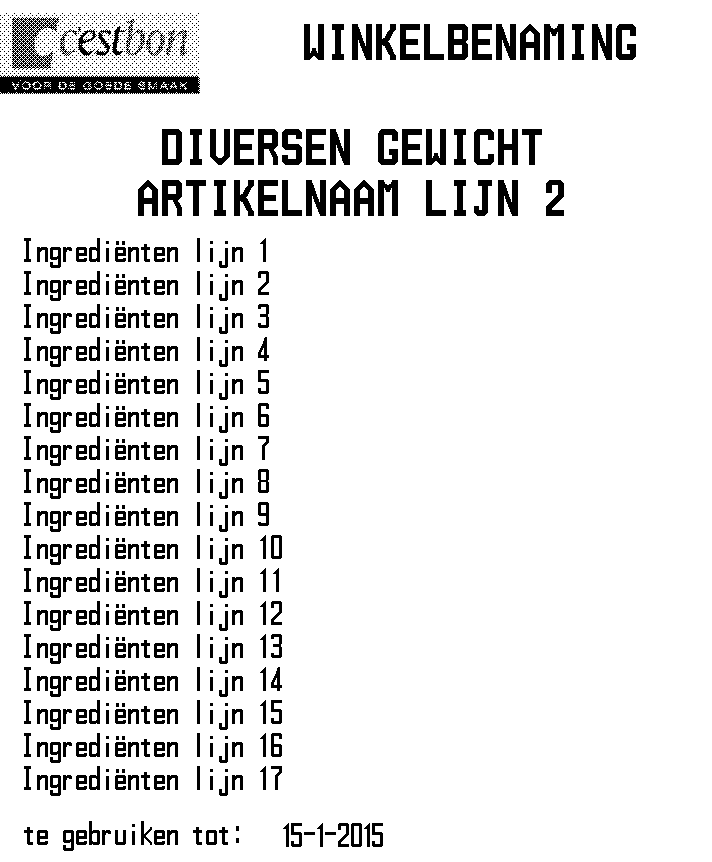 c'estbon
VOOR DE GOEDE SMAAK
WINKELBENAMING
DIVERSEN GEWICHT
ARTIKELNAAM LIJN 2
Ingrediënten lijn 1
Ingrediënten lijn 2
Ingrediënten lijn 3
Ingrediënten lijn 4
Ingrediënten lijn 5
Ingrediënten lijn 6
Ingrediënten lijn 7
Ingrediënten lijn 8
Ingrediënten lijn 9
Ingrediënten lijn 10
Ingrediënten lijn 11
Ingrediënten lijn 12
Ingrediënten lijn 13
Ingrediënten lijn 14
Ingrediënten lijn 15
Ingrediënten lijn 16
Ingrediënten lijn 17
te gebruiken tot: 15-1-2015